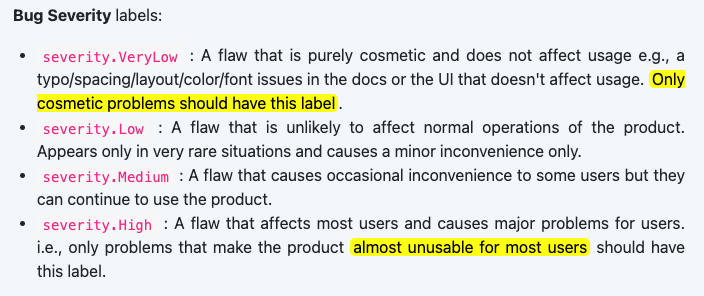 Bug Severity labels:
• severity.VeryLow : A flaw that is purely cosmetic and does not affect usage e.g., a
typo/spacing/layout/color/font issues in the docs or the UI that doesn't affect usage. Only
cosmetic problems should have this label.
• severity.Low : A flaw that is unlikely to affect normal operations of the product.
Appears only in very rare situations and causes a minor inconvenience only.
• severity.Medium : A flaw that causes occasional inconvenience to some users but they
can continue to use the product.
• severity.High : A flaw that affects most users and causes major problems for users.
i.e., only problems that make the product almost unusable for most users should have
this label.